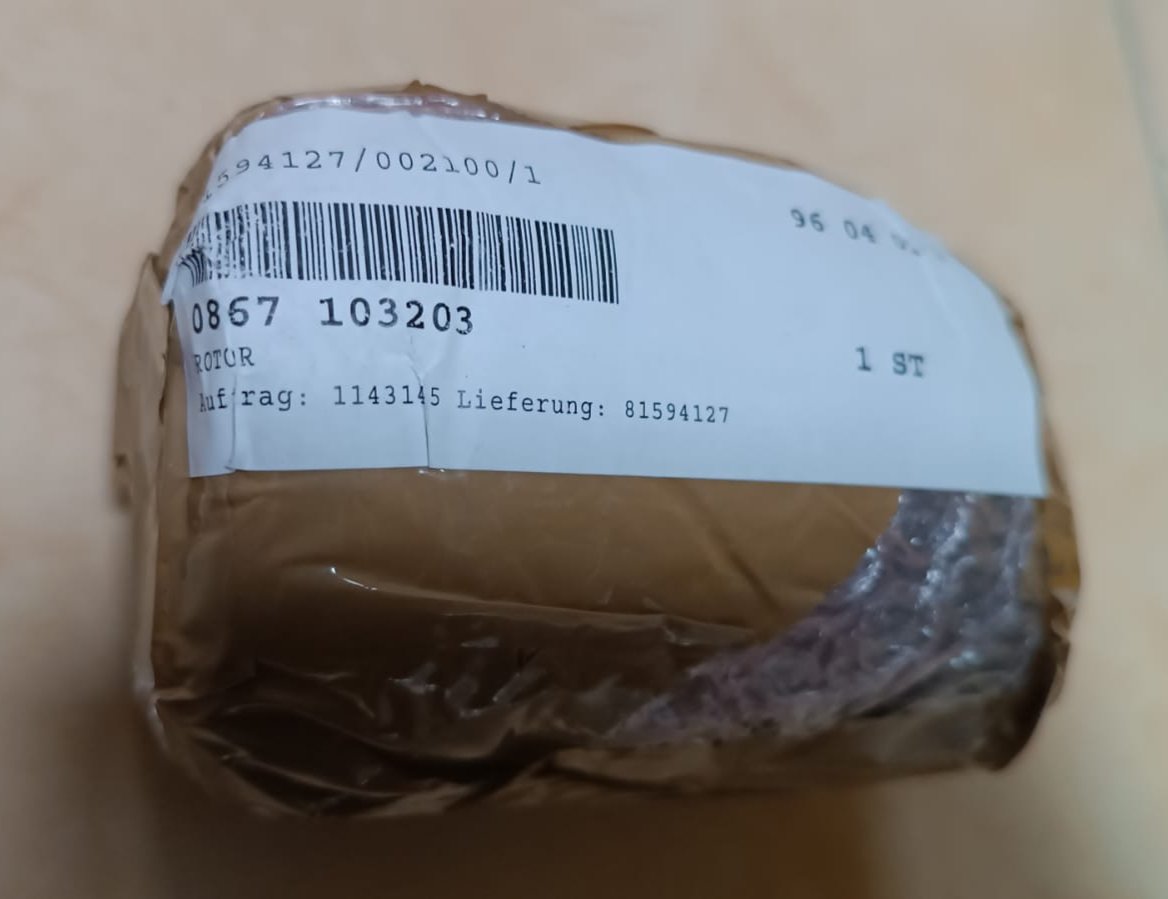 594127/002100/1
96 04
0867 103203
ROTOR
1 ST
Auftrag: 1143145 Lieferung: 81594127